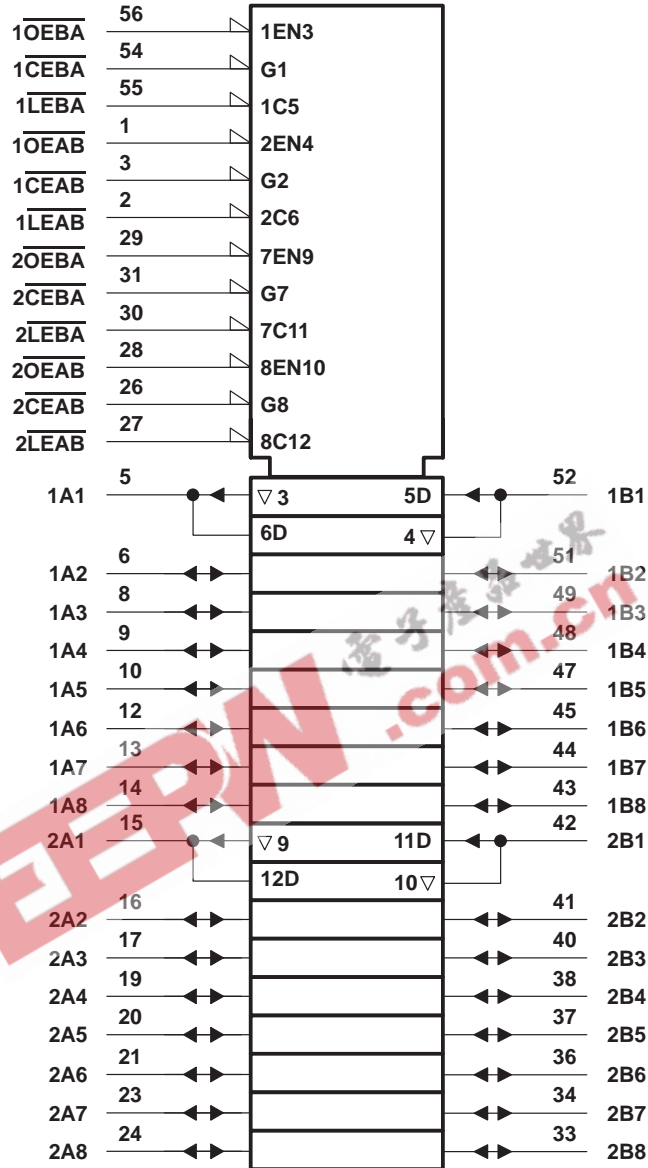 1OEBA 56 1EN3
1CEBA 54 G1
1LEBA 55 1C5
1OEAB 1 2EN4
1CEAB 3 G2
1LEAB 2 2C6
2OEBA 29 7EN9
2CEBA 31 G7
2LEBA 30 7C11
2OEAB 28 8EN10
2CEAB 26 G8
2LEAB 27 8C12
1A1 5 ▽ 3 5D 52 1B1
6D 4 ▽
1A2 6 51 1B2
1A3 8 49 1B3
1A4 9 48 1B4
1A5 10 47 1B5
1A6 12 45 1B6
1A7 13 44 1B7
1A8 14 43 1B8
2A1 15 ▽ 9 11D 42 2B1
12D 10 ▽
2A2 16 41 2B2
2A3 17 40 2B3
2A4 19 38 2B4
2A5 20 37 2B5
2A6 21 36 2B6
2A7 23 34 2B7
2A8 24 33 2B8
EEPW .com.cn
電子產品世界